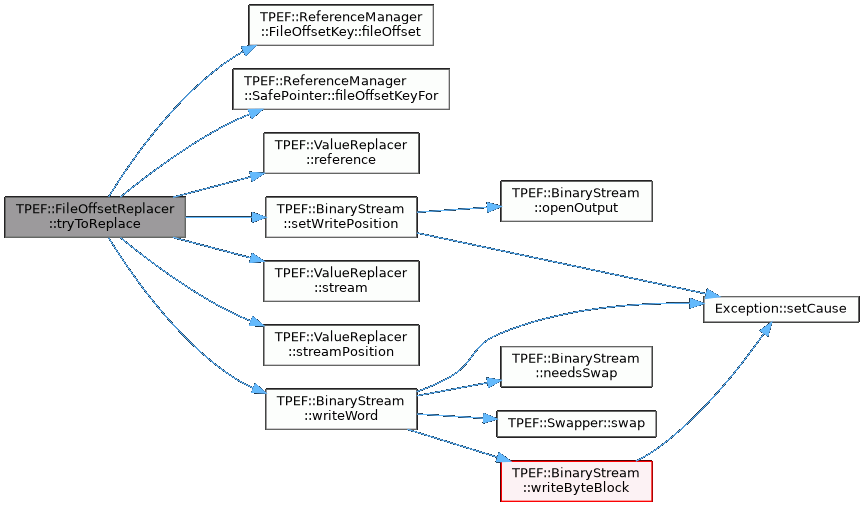 TPEF::ReferenceManager
::FileOffsetKey::fileOffset
TPEF::ReferenceManager
::SafePointer::fileOffsetKeyFor
TPEF::ValueReplacer
::reference
TPEF::FileOffsetReplacer
::tryToReplace
TPEF::BinaryStream
::setWritePosition
TPEF::BinaryStream
::openOutput
TPEF::ValueReplacer
::stream
Exception::setCause
TPEF::ValueReplacer
::streamPosition
TPEF::BinaryStream
::needsSwap
TPEF::BinaryStream
::writeWord
TPEF::Swapper::swap
TPEF::BinaryStream
::writeByteBlock